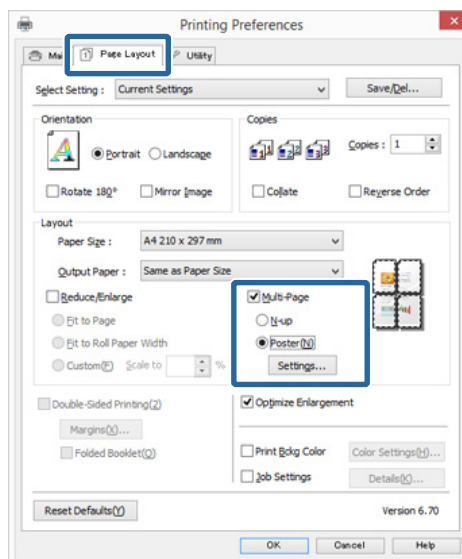 Printing Preferences
Ma Page Layout Utility
Select Setting : Current Settings Save/Del...
Orientation Copies
Portrait Landscape Copies : 1
Rotate 180° Mirror Image Collate Reverse Order
Layout
Paper Size : A4 210 x 297 mm
Output Paper : Same as Paper Size
Reduce/Enlarge Multi-Page
Fit to Page N-up
Fit to Roll Paper Width Poster(N)
Custom(F) Scale to % Settings...
Double-Sided Printing(2) Optimize Enlargement
Margins(X)...
Folded Booklet(Q) Print Bckg Color Color Settings(H)...
Job Settings Details(K)...
Reset Defaults(Y) Version 6.70
OK Cancel Help